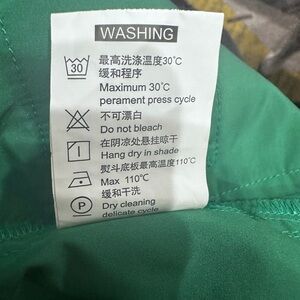 WASHING
最高洗涤温度30℃
缓和程序
30
Maximum 30℃
perament press cycle
不可漂白
Do not bleach
在阴凉处悬挂晾干
Hang dry in shade
熨斗底板最高温度110℃
Max 110℃
缓和干洗
P
Dry cleaning
delicate cycle